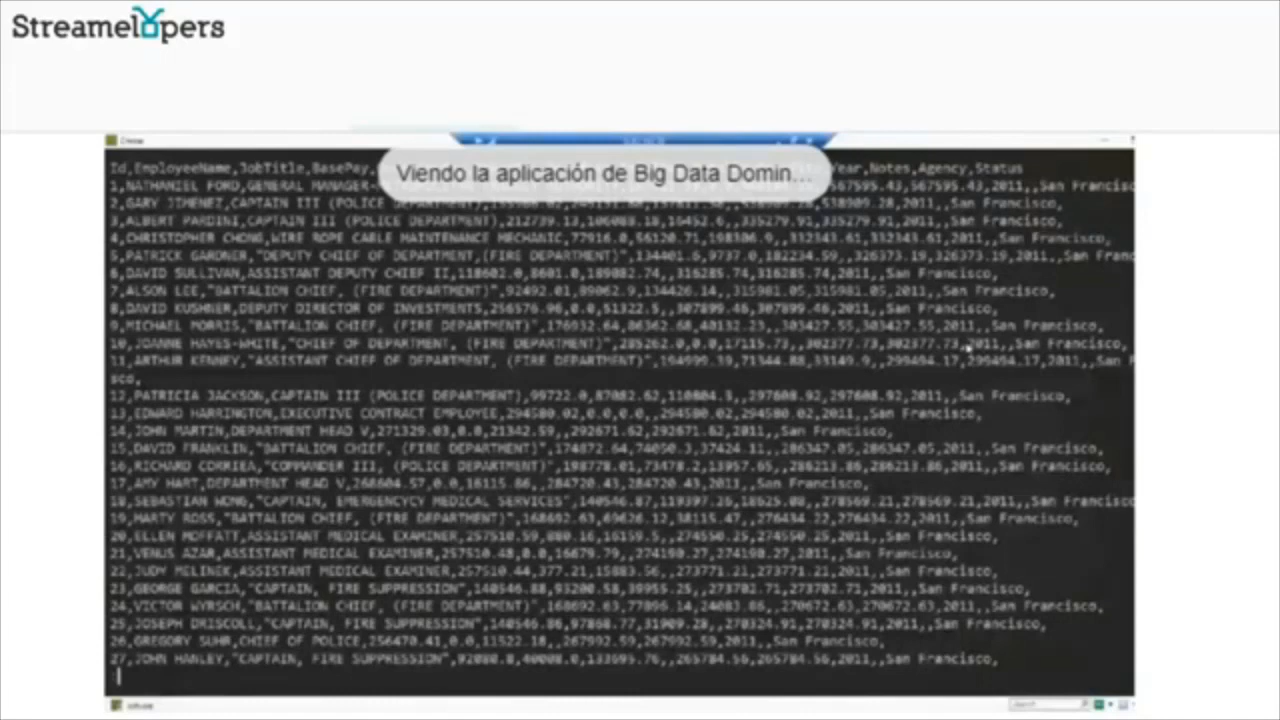 Streamelopers
Viendo la aplicación de Big Data Domin...
Id,EmployeeName,JobTitle,BasePay, Year,Notes,Agency,Status
1,NATHANIEL FORD,GENERAL MANAGER- 567595.43,567595.43,2011,,San Francisc
2,GARY JIMENEZ,CAPTAIN III (POLICE DEPARTMENT), 538909.28,2011,,San Francisco,
3,ALBERT PARDINI,CAPTAIN III (POLICE DEPARTMENT),212739.13,106088.18,16452.6,,335279.91,335279.91,2011,,San Francisco,
4,CHRISTOPHER CHONG,WIRE ROPE CABLE MAINTENANCE MECHANIC,77916.0,56120.71,198306.9,,332343.61,332343.61,2011,,San Francisco,
5,PATRICK GARDNER,"DEPUTY CHIEF OF DEPARTMENT,(FIRE DEPARTMENT)",134401.6,9737.0,182234.59,,326373.19,326373.19,2011,,San Franc
6,DAVID SULLIVAN,ASSISTANT DEPUTY CHIEF II,118602.0,8601.0,189082.74,,316285.74,316285.74,2011,,San Francisco,
7,ALSON LEE,"BATTALION CHIEF, (FIRE DEPARTMENT)",92492.01,89062.9,134426.14,,315981.05,315981.05,2011,,San Francisco,
8,DAVID KUSHNER,DEPUTY DIRECTOR OF INVESTMENTS,256576.96,0.0,51322.5,,307899.46,307899.46,2011,,San Francisco,
9,MICHAEL MORRIS,"BATTALION CHIEF, (FIRE DEPARTMENT)",176932.64,86362.68,40132.23,,303427.55,303427.55,2011,,San Francisco,
10,JOANNE HAYES-WHITE,"CHIEF OF DEPARTMENT, (FIRE DEPARTMENT)",285262.0,0.0,17115.73,,302377.73,302377.73,,2011,,San Francisco,
11,ARTHUR KENNEY,"ASSISTANT CHIEF OF DEPARTMENT, (FIRE DEPARTMENT)",194999.39,71344.88,33149.9,,299494.17,299494.17,2011,,San F
sco,
12,PATRICIA JACKSON,CAPTAIN III (POLICE DEPARTMENT),99722.0,87082.62,110804.3,,297608.92,297608.92,2011,,San Francisco,
13,EDWARD HARRINGTON,EXECUTIVE CONTRACT EMPLOYEE,294580.02,0.0,0.0,,294580.02,294580.02,2011,,San Francisco,
14,JOHN MARTIN,DEPARTMENT HEAD V,271329.03,0.0,21342.59,,292671.62,292671.62,2011,,San Francisco,
15,DAVID FRANKLIN,"BATTALION CHIEF, (FIRE DEPARTMENT)",174872.64,74050.3,37424.11,,286347.05,286347.05,2011,,San Francisco,
16,RICHARD CORRIEA,"COMMANDER III, (POLICE DEPARTMENT)",198778.01,73478.2,13957.65,,286213.86,286213.86,2011,,San Francisco,
17,AMY HART,DEPARTMENT HEAD V,268604.57,0.0,16115.86,,284720.43,284720.43,2011,,San Francisco,
18,SEBASTIAN WONG,"CAPTAIN, EMERGENCYCY MEDICAL SERVICES",140546.87,119397.26,18625.08,,278569.21,278569.21,2011,,San Francisco
19,MARTY ROSS,"BATTALION CHIEF, (FIRE DEPARTMENT)",168692.63,69626.12,38115.47,,276434.22,276434.22,2011,,San Francisco,
20,ELLEN MOFFATT,ASSISTANT MEDICAL EXAMINER,257510.59,880.16,16159.5,,274550.25,274550.25,2011,,San Francisco,
21,VENUS AZAR,ASSISTANT MEDICAL EXAMINER,257510.48,0.0,16679.79,,274190.27,274190.27,2011,,San Francisco,
22,JUDY MELINEK,ASSISTANT MEDICAL EXAMINER,257510.44,377.21,15883.56,,273771.21,273771.21,2011,,San Francisco,
23,GEORGE GARCIA,"CAPTAIN, FIRE SUPPRESSION",140546.88,93200.58,39955.25,,273702.71,273702.71,2011,,San Francisco,
24,VICTOR WYRSCH,"BATTALION CHIEF, (FIRE DEPARTMENT)",168692.63,77896.14,24083.86,,270672.63,270672.63,2011,,San Francisco,
25,JOSEPH DRISCOLL,"CAPTAIN, FIRE SUPPRESSION",140546.86,97868.77,31909.28,,270324.91,270324.91,2011,,San Francisco,
26,GREGORY SUHR,CHIEF OF POLICE,256470.41,0.0,11522.18,,267992.59,267992.59,2011,,San Francisco,
27,JOHN HANLEY,"CAPTAIN, FIRE SUPPRESSION",92080.8,40008.0,133695.76,,265784.56,265784.56,2011,,San Francisco,